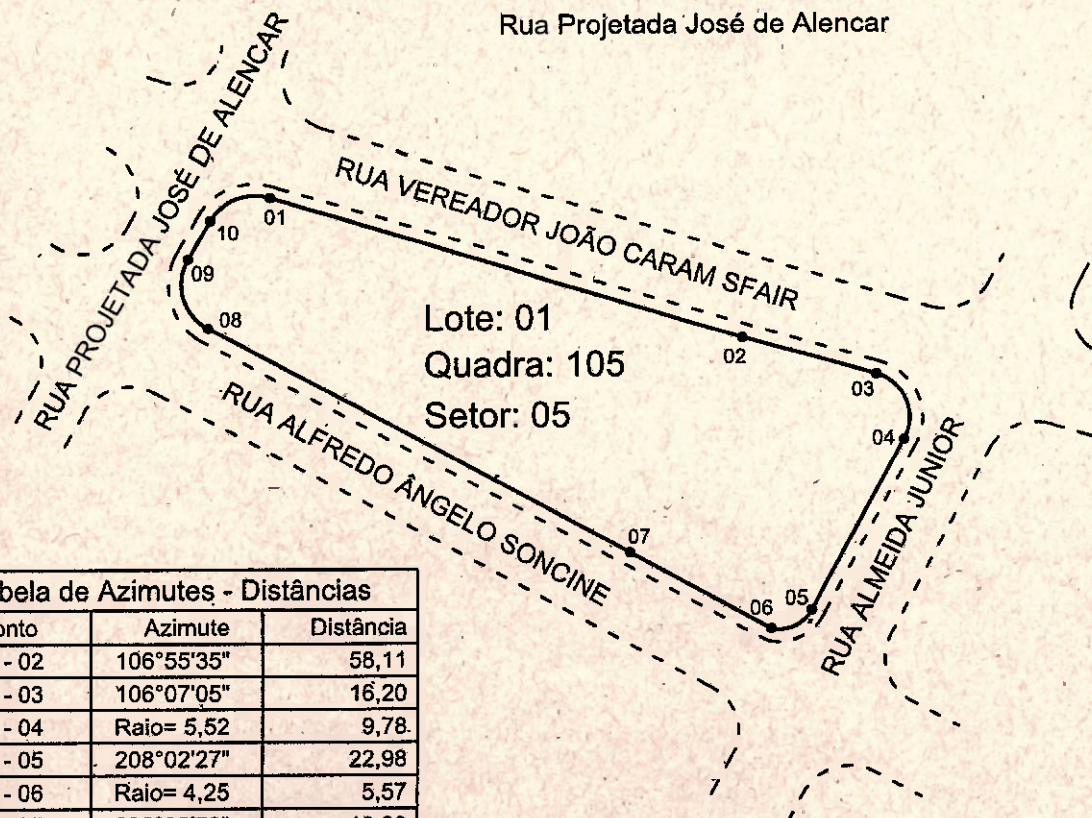 Rua Projetada José de Alencar
RUA PROJETADA JOSÉ DE ALENCAR
RUA VEREADOR JOÃO CARAM SFAIR
01
10
09
08
Lote: 01
Quadra: 105
Setor: 05
02
03
04
RUA ALFREDO ÂNGELO SONCINE
RUA ALMEIDA JUNIOR
07
06
05
bela de Azimutes - Distâncias
onto Azimute Distância
- 02 106°55'35" 58,11
- 03 106°07'05" 16,20
- 04 Raio= 5,52 9,78
- 05 208°02'27" 22,98
- 06 Raio= 4,25 5,57